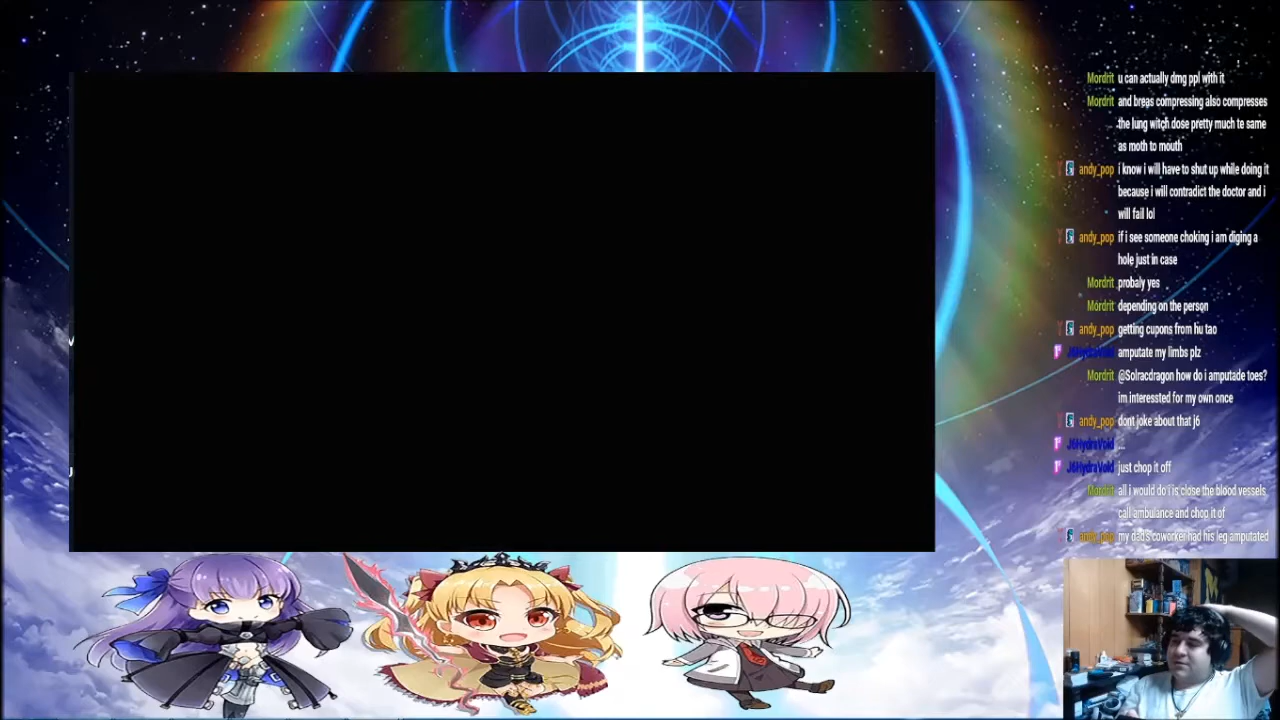 Mordrit u can actually dmg ppl with it
Mordrit and breas compressing also compresses
the lung witch dose pretty much te same
as moth to mouth
andy_pop i know i will have to shut up while doing it
because i will contradict the doctor and i
will fail lol
andy_pop if i see someone choking i am diging a
hole just in case
Mordrit probaly yes
Mordrit depending on the person
andy_pop getting cupons from hu tao
J6HydraVoid amputate my limbs plz
Mordrit @Solracdragon how do i amputade toes?
im interessted for my own once
andy_pop dont joke about that j6
J6HydraVoid ...
J6HydraVoid just chop it off
Mordrit all i would do i is close the blood vessels
call ambulance and chop it of
andy_pop my dad's coworker had his leg amputated